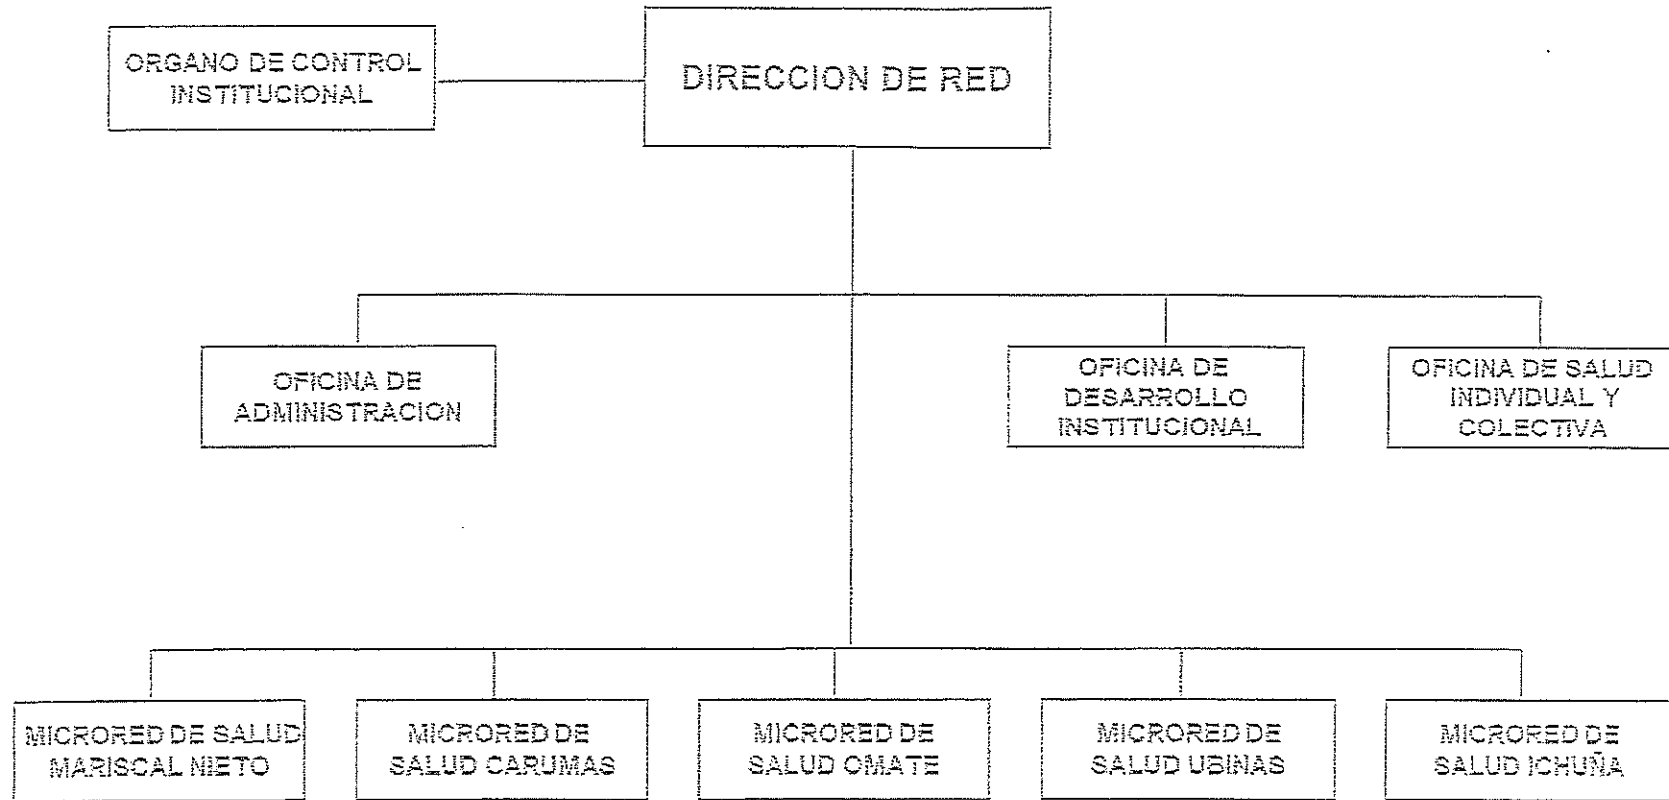 ORGANO DE CONTROL
INSTITUCIONAL
DIRECCION DE RED
OFICINA DE
ADMINISTRACION
OFICINA DE
DESARROLLO
INSTITUCIONAL
OFICINA DE SALUD
INDIVIDUAL Y
COLECTIVA
MICRORED DE SALUD
MARISCAL NIETO
MICRORED DE
SALUD CARUMAS
MICRORED DE
SALUD OMATE
MICRORED DE
SALUD UBINAS
MICRORED DE
SALUD ICHUÑA